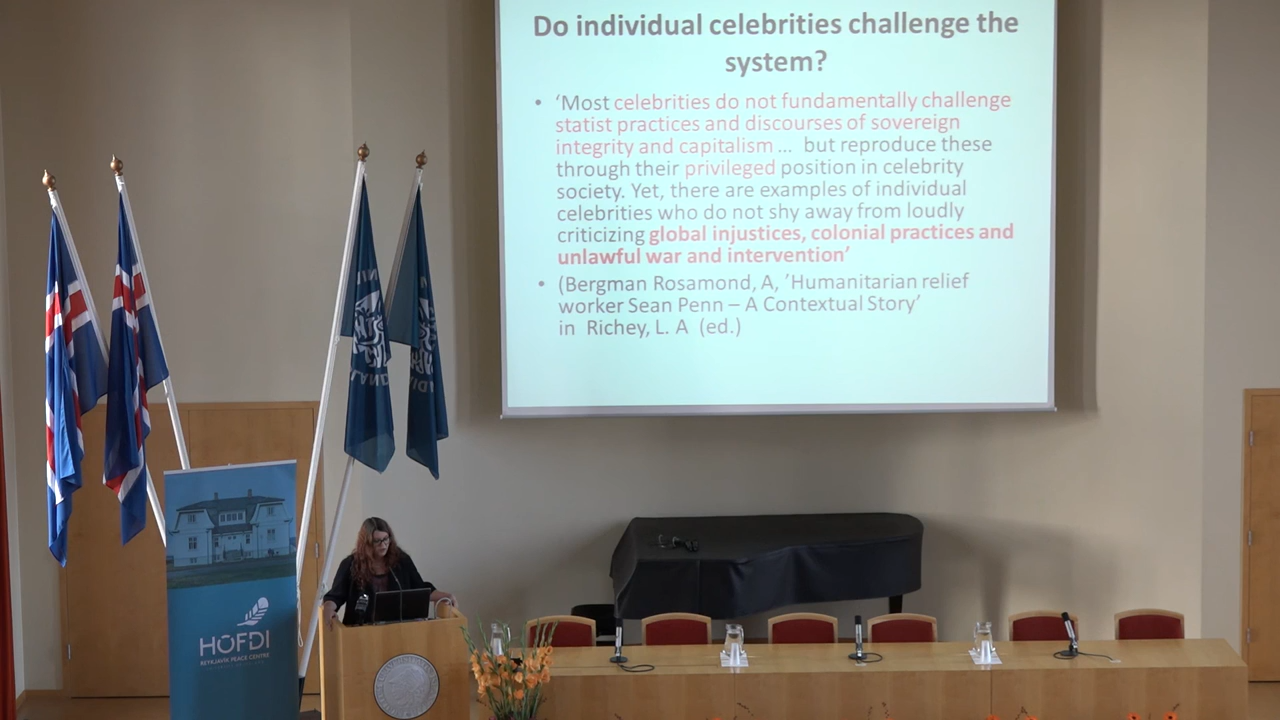 Do individual celebrities challenge the
system?
• ‘Most celebrities do not fundamentally challenge
statist practices and discourses of sovereign
integrity and capitalism ... but reproduce these
through their privileged position in celebrity
society. Yet, there are examples of individual
celebrities who do not shy away from loudly
criticizing global injustices, colonial practices and
unlawful war and intervention’
• (Bergman Rosamond, A, ’Humanitarian relief
worker Sean Penn – A Contextual Story’
in Richey, L. A (ed.)
HÖFDI
REYKJAVÍK PEACE CENTRE